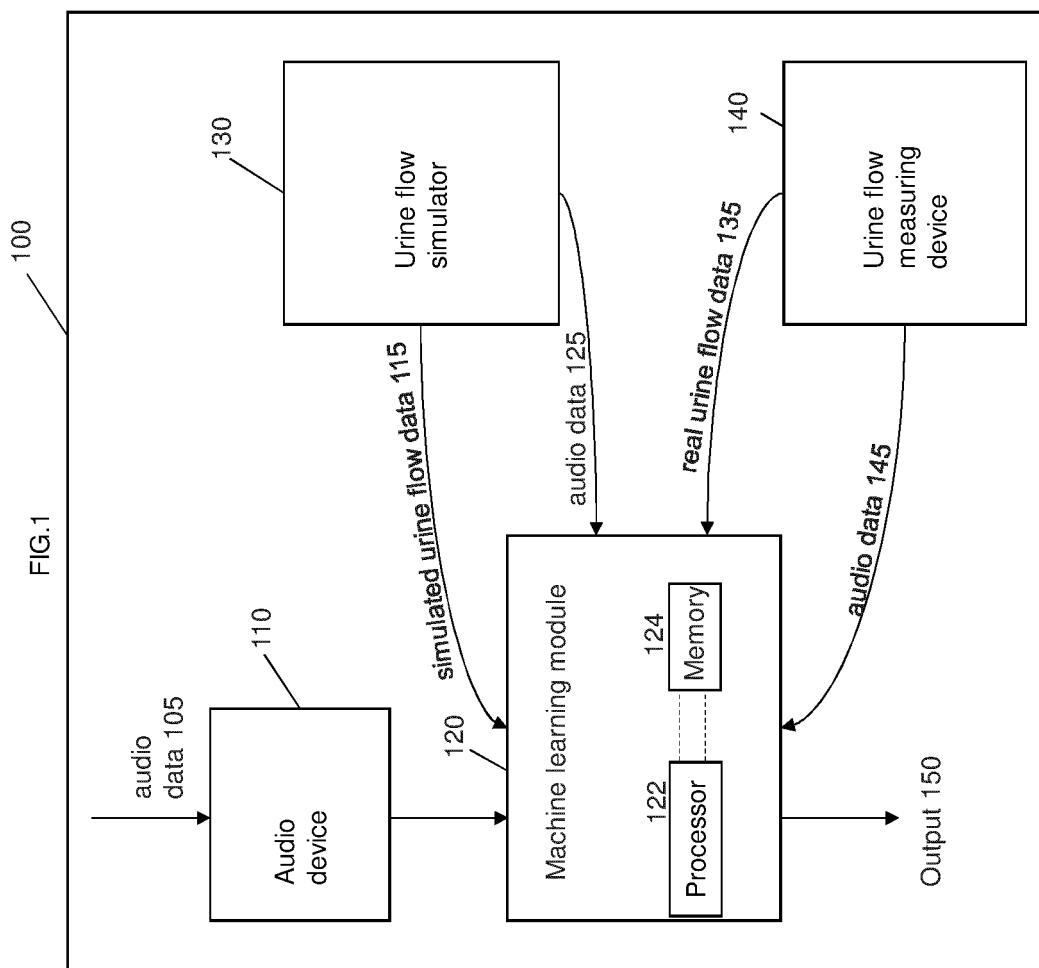 FIG.1
100
audio
data 105
110
Audio
device
simulated urine flow data 115
130
Urine flow
simulator
audio data 125
120
Machine learning module
122
Processor
124
Memory
real urine flow data 135
140
Urine flow
measuring
device
audio data 145
Output 150